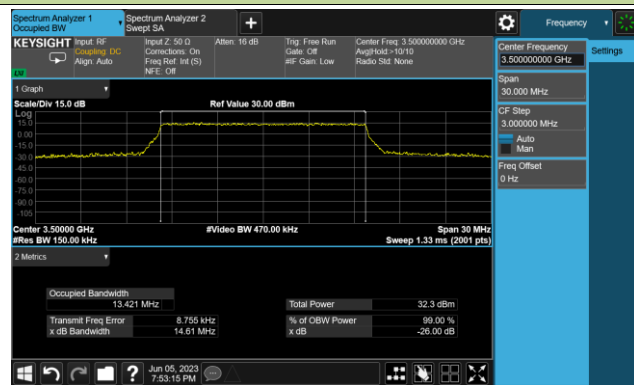 Spectrum Analyzer 1
Occupied BW
Spectrum Analyzer 2
Swept SA
+
Frequency
KEYSIGHT
Input: RF
Coupling: DC
Align: Auto
Input Z: 50 Ω
Corrections: On
Freq Ref: Int (S)
NFE: Off
Atten: 16 dB
Trig: Free Run
Gate: Off
#IF Gain: Low
Center Freq: 3.500000000 GHz
Avg|Hold:>10/10
Radio Std: None
Center Frequency
3.500000000 GHz
Settings
Span
30.000 MHz
CF Step
3.000000 MHz
Auto
Man
Freq Offset
0 Hz
1 Graph
Scale/Div 15.0 dB
Ref Value 30.00 dBm
Log
15.0
0.00
-15.0
-30.0
-45.0
-60.0
-75.0
-90.0
-105
Center 3.50000 GHz
#Video BW 470.00 kHz
Span 30 MHz
#Res BW 150.00 kHz
Sweep 1.33 ms (2001 pts)
2 Metrics
Occupied Bandwidth
13.421 MHz
Total Power 32.3 dBm
Transmit Freq Error 8.755 kHz
% of OBW Power 99.00 %
x dB Bandwidth 14.61 MHz
x dB -26.00 dB
?
Jun 05, 2023
7:53:15 PM